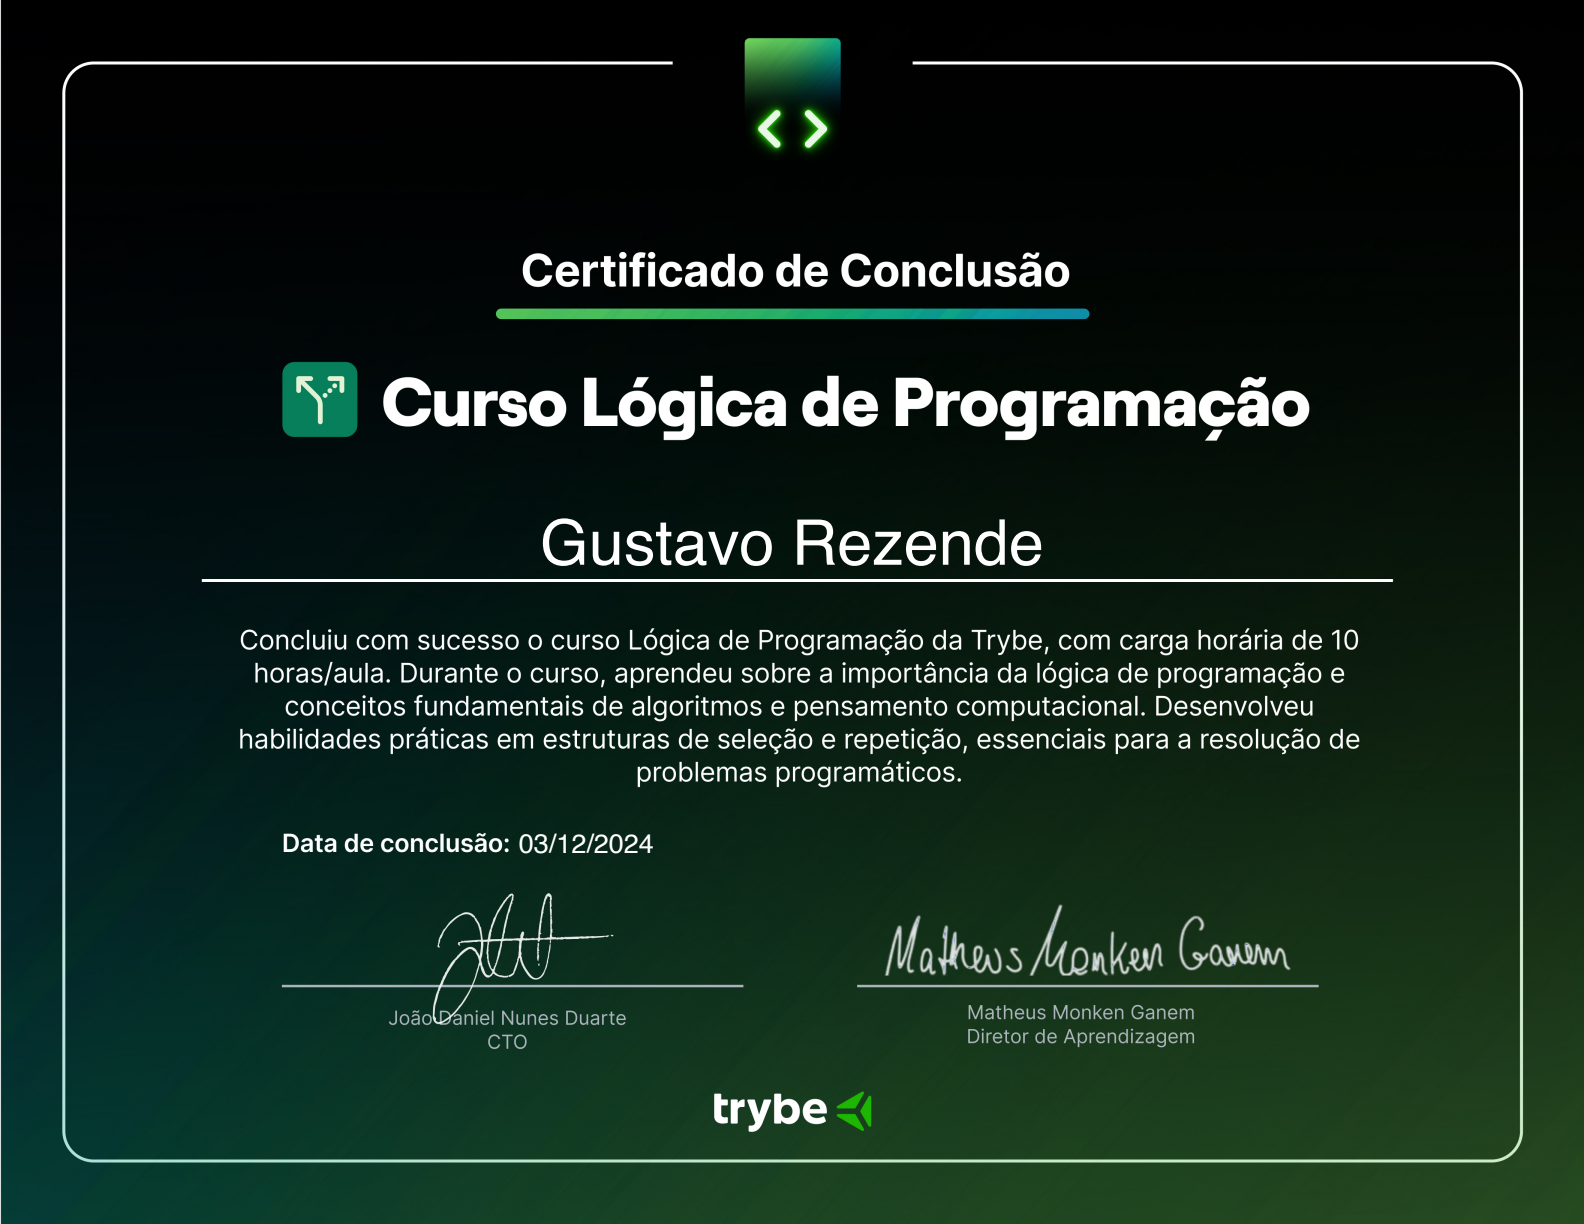 Certificado de Conclusão
Curso Lógica de Programação
Gustavo Rezende
Concluiu com sucesso o curso Lógica de Programação da Trybe, com carga horária de 10
horas/aula. Durante o curso, aprendeu sobre a importância da lógica de programação e
conceitos fundamentais de algoritmos e pensamento computacional. Desenvolveu
habilidades práticas em estruturas de seleção e repetição, essenciais para a resolução de
problemas programáticos.
Data de conclusão: 03/12/2024
Matheus Monken Ganem
João Daniel Nunes Duarte
CTO
Matheus Monken Ganem
Diretor de Aprendizagem
trybe